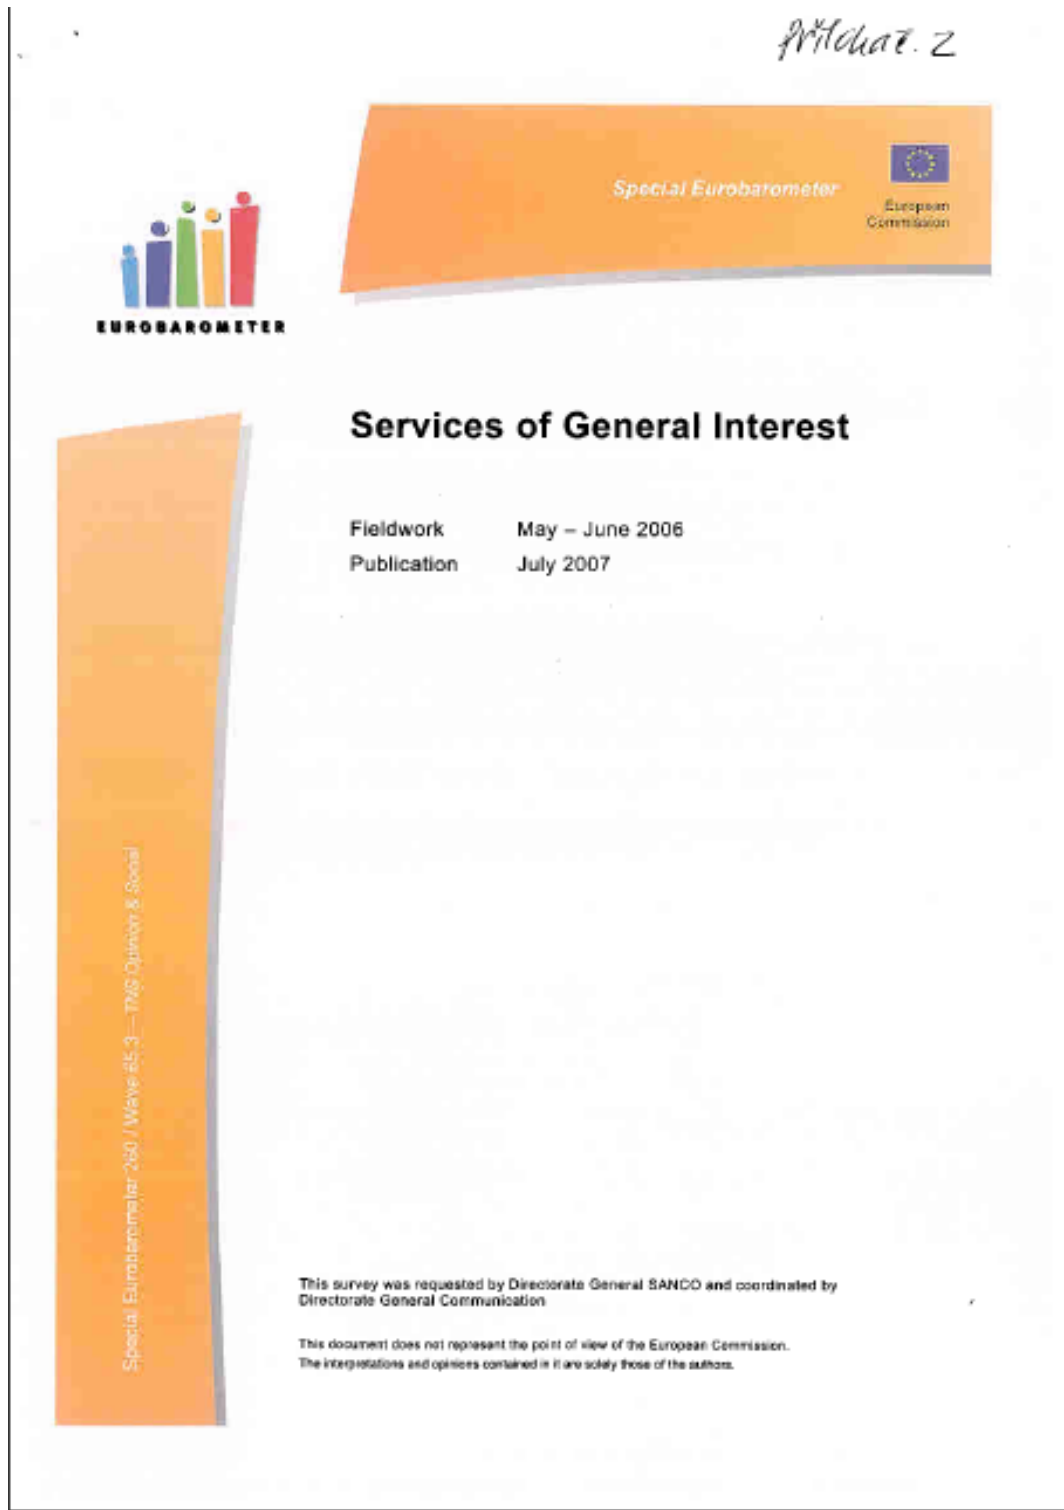 Příloha č. 2
Special Eurobarometer
European
Commission
EUROBAROMETER
Services of General Interest
Fieldwork May – June 2006
Publication July 2007
Special Eurobarometer 260 / Wave 65.3 – TNS Opinion & Social
This survey was requested by Directorate General SANCO and coordinated by
Directorate General Communication
This document does not represent the point of view of the European Commission.
The interpretations and opinions contained in it are solely those of the authors.